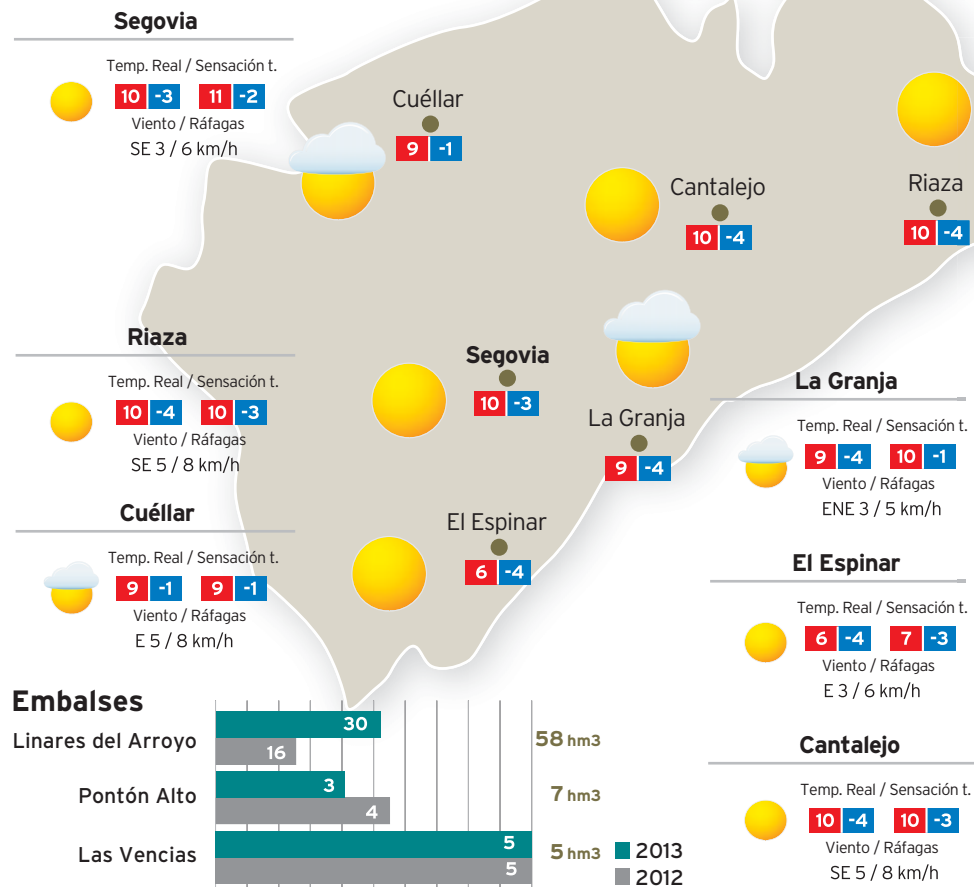 Segovia
Temp. Real / Sensación t.
10 -3 11 -2
Viento / Ráfagas
SE 3 / 6 km/h
Cuéllar
9 -1
Cantalejo
10 -4
Riaza
10 -4
Riaza
Temp. Real / Sensación t.
10 -4 10 -3
Viento / Ráfagas
SE 5 / 8 km/h
Segovia
10 -3
La Granja
9 -4
La Granja
Temp. Real / Sensación t.
9 -4 10 -1
Viento / Ráfagas
ENE 3 / 5 km/h
Cuéllar
Temp. Real / Sensación t.
9 -1 9 -1
Viento / Ráfagas
E 5 / 8 km/h
El Espinar
6 -4
El Espinar
Temp. Real / Sensación t.
6 -4 7 -3
Viento / Ráfagas
E 3 / 6 km/h
Embalses
Linares del Arroyo
30
16
58 hm3
Pontón Alto
3
4
7 hm3
Las Vencias
5
5
5 hm3
2013
2012
Cantalejo
Temp. Real / Sensación t.
10 -4 10 -3
Viento / Ráfagas
SE 5 / 8 km/h